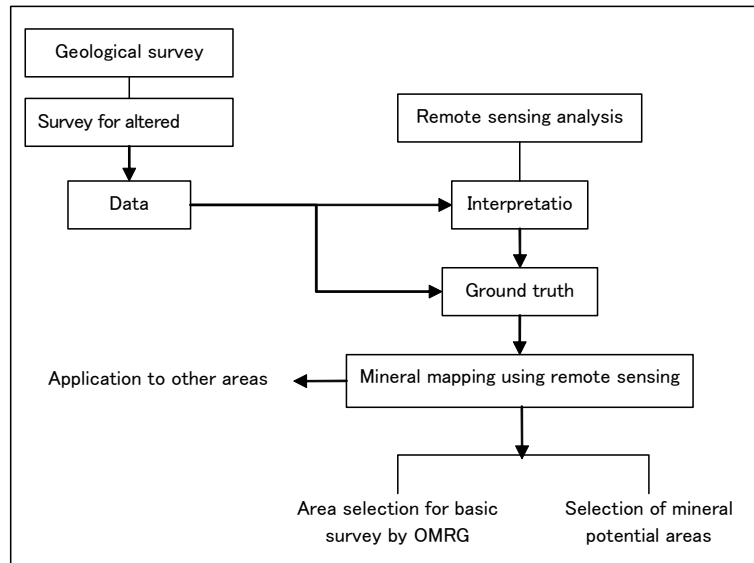 Geological survey
Survey for altered
Remote sensing analysis
Data
Interpretatio
Ground truth
Application to other areas
Mineral mapping using remote sensing
Area selection for basic
survey by OMRG
Selection of mineral
potential areas